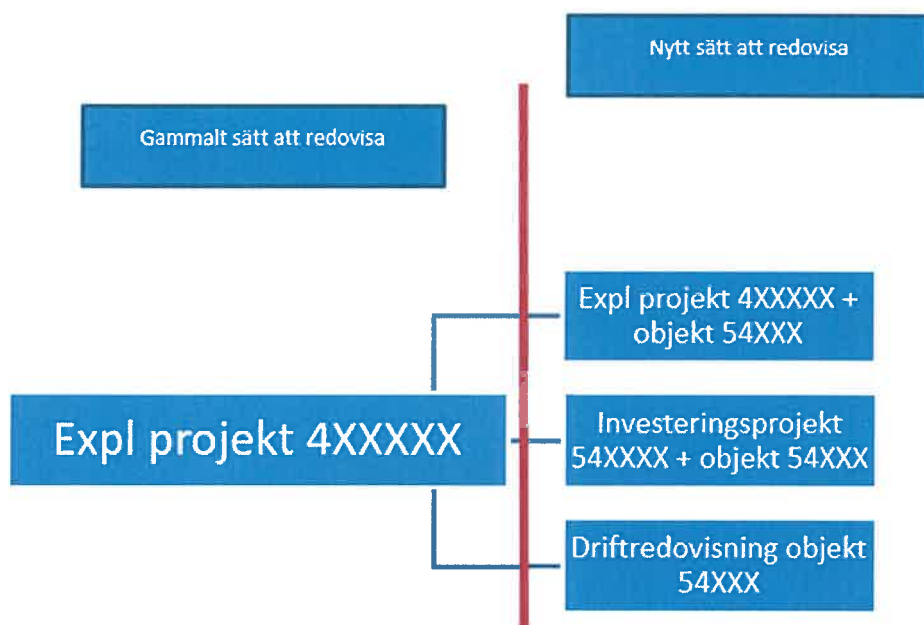 Nytt sätt att redovisa
Gammalt sätt att redovisa
Expl projekt 4XXXXX +
objekt 54XXX
Expl projekt 4XXXXX
Investeringsprojekt
54XXXX + objekt 54XXX
Driftredovisning objekt
54XXX